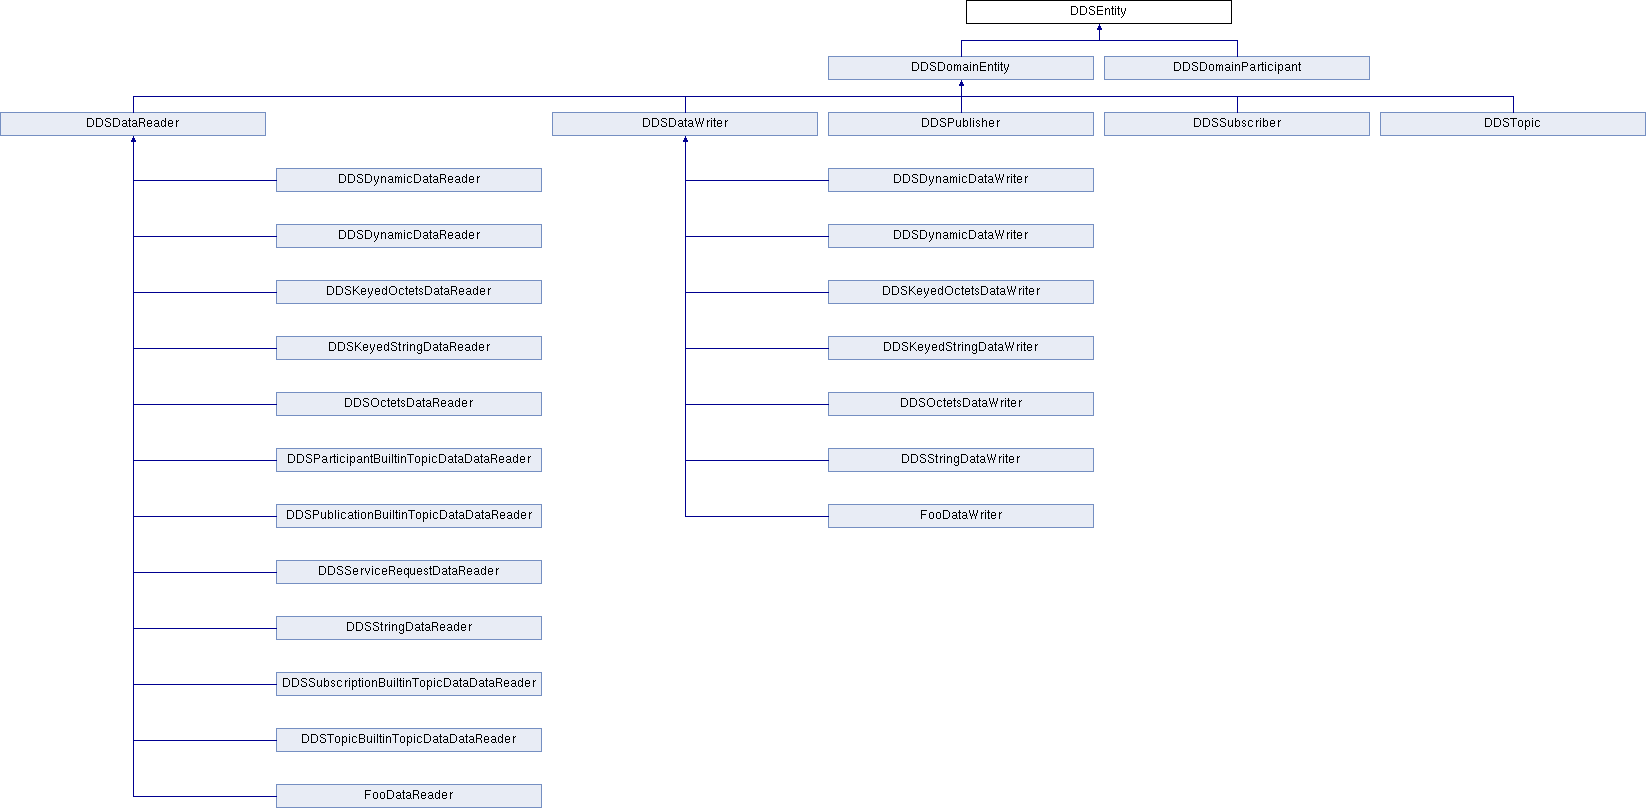 DDSEntity
DDSDomainEntity
DDSDomainParticipant
DDSDataReader
DDSDataWriter
DDSPublisher
DDSSubscriber
DDSTopic
DDSDynamicDataReader
DDSDynamicDataWriter
DDSDynamicDataReader
DDSDynamicDataWriter
DDSKeyedOctetsDataReader
DDSKeyedOctetsDataWriter
DDSKeyedStringDataReader
DDSKeyedStringDataWriter
DDSOctetsDataReader
DDSOctetsDataWriter
DDSParticipantBuiltinTopicDataDataReader
DDSStringDataWriter
DDSPublicationBuiltinTopicDataDataReader
FooDataWriter
DDSServiceRequestDataReader
DDSStringDataReader
DDSSubscriptionBuiltinTopicDataDataReader
DDSTopicBuiltinTopicDataDataReader
FooDataReader